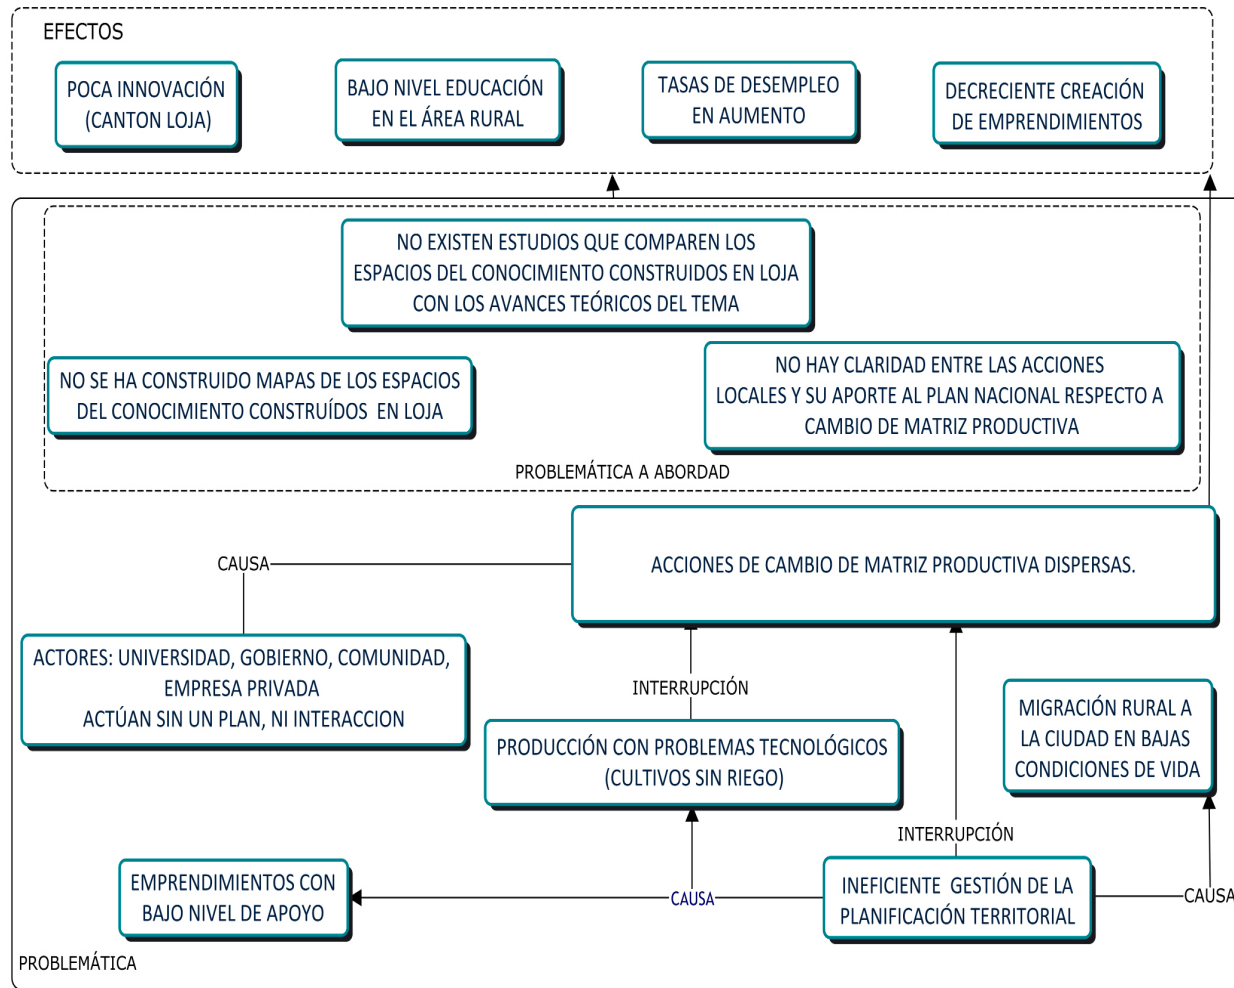 EFECTOS
POCA INNOVACIÓN
(CANTON LOJA)
BAJO NIVEL EDUCACIÓN
EN EL ÁREA RURAL
TASAS DE DESEMPLEO
EN AUMENTO
DECRECIENTE CREACIÓN
DE EMPRENDIMIENTOS
NO EXISTEN ESTUDIOS QUE COMPAREN LOS
ESPACIOS DEL CONOCIMIENTO CONSTRUIDOS EN LOJA
CON LOS AVANCES TEÓRICOS DEL TEMA
NO SE HA CONSTRUIDO MAPAS DE LOS ESPACIOS
DEL CONOCIMIENTO CONSTRUÍDOS EN LOJA
NO HAY CLARIDAD ENTRE LAS ACCIONES
LOCALES Y SU APORTE AL PLAN NACIONAL RESPECTO A
CAMBIO DE MATRIZ PRODUCTIVA
PROBLEMÁTICA A ABORDAD
CAUSA
ACCIONES DE CAMBIO DE MATRIZ PRODUCTIVA DISPERSAS.
ACTORES: UNIVERSIDAD, GOBIERNO, COMUNIDAD,
EMPRESA PRIVADA
ACTÚAN SIN UN PLAN, NI INTERACCION
INTERRUPCIÓN
PRODUCCIÓN CON PROBLEMAS TECNOLÓGICOS
(CULTIVOS SIN RIEGO)
MIGRACIÓN RURAL A
LA CIUDAD EN BAJAS
CONDICIONES DE VIDA
INTERRUPCIÓN
EMPRENDIMIENTOS CON
BAJO NIVEL DE APOYO
CAUSA
INEFICIENTE GESTIÓN DE LA
PLANIFICACIÓN TERRITORIAL
CAUSA
PROBLEMÁTICA